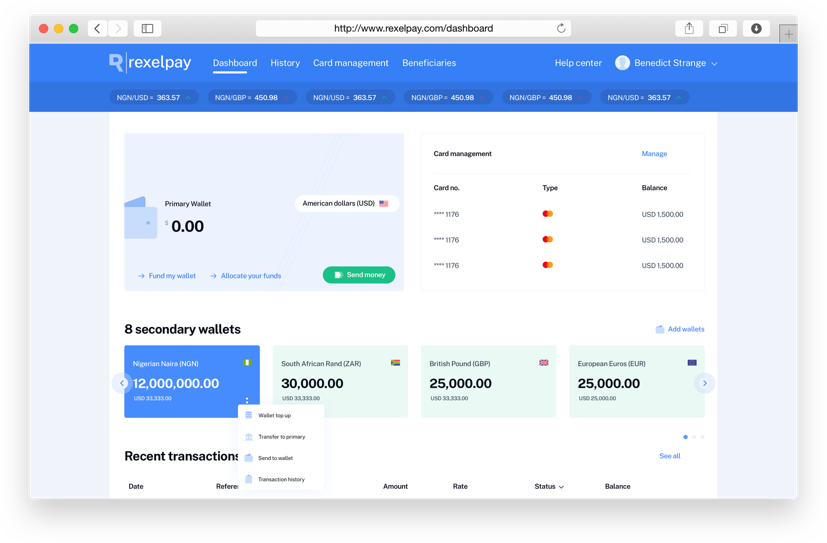 http://www.rexelpay.com/dashboard
rexelpay
Dashboard
History
Card management
Beneficiaries
Help center
Benedict Strange
NGN/USD = 363.57
NGN/GBP = 450.98
NGN/USD = 363.57
NGN/GBP = 450.98
NGN/GBP = 450.98
NGN/USD = 363.57
Primary Wallet
$ 0.00
American dollars (USD)
Fund my wallet
Allocate your funds
Send money
Card management
Manage
Card no.
Type
Balance
**** 1176
USD 1,500.00
**** 1176
USD 1,500.00
**** 1176
USD 1,500.00
8 secondary wallets
Add wallets
Nigerian Naira (NGN)
12,000,000.00
USD 33,333.00
South African Rand (ZAR)
30,000.00
USD 33,333.00
British Pound (GBP)
25,000.00
USD 33,333.00
European Euros (EUR)
25,000.00
USD 25,000.00
Wallet top up
Transfer to primary
Send to wallet
Transaction history
Recent transactions
See all
Date
Refere
Amount
Rate
Status
Balance